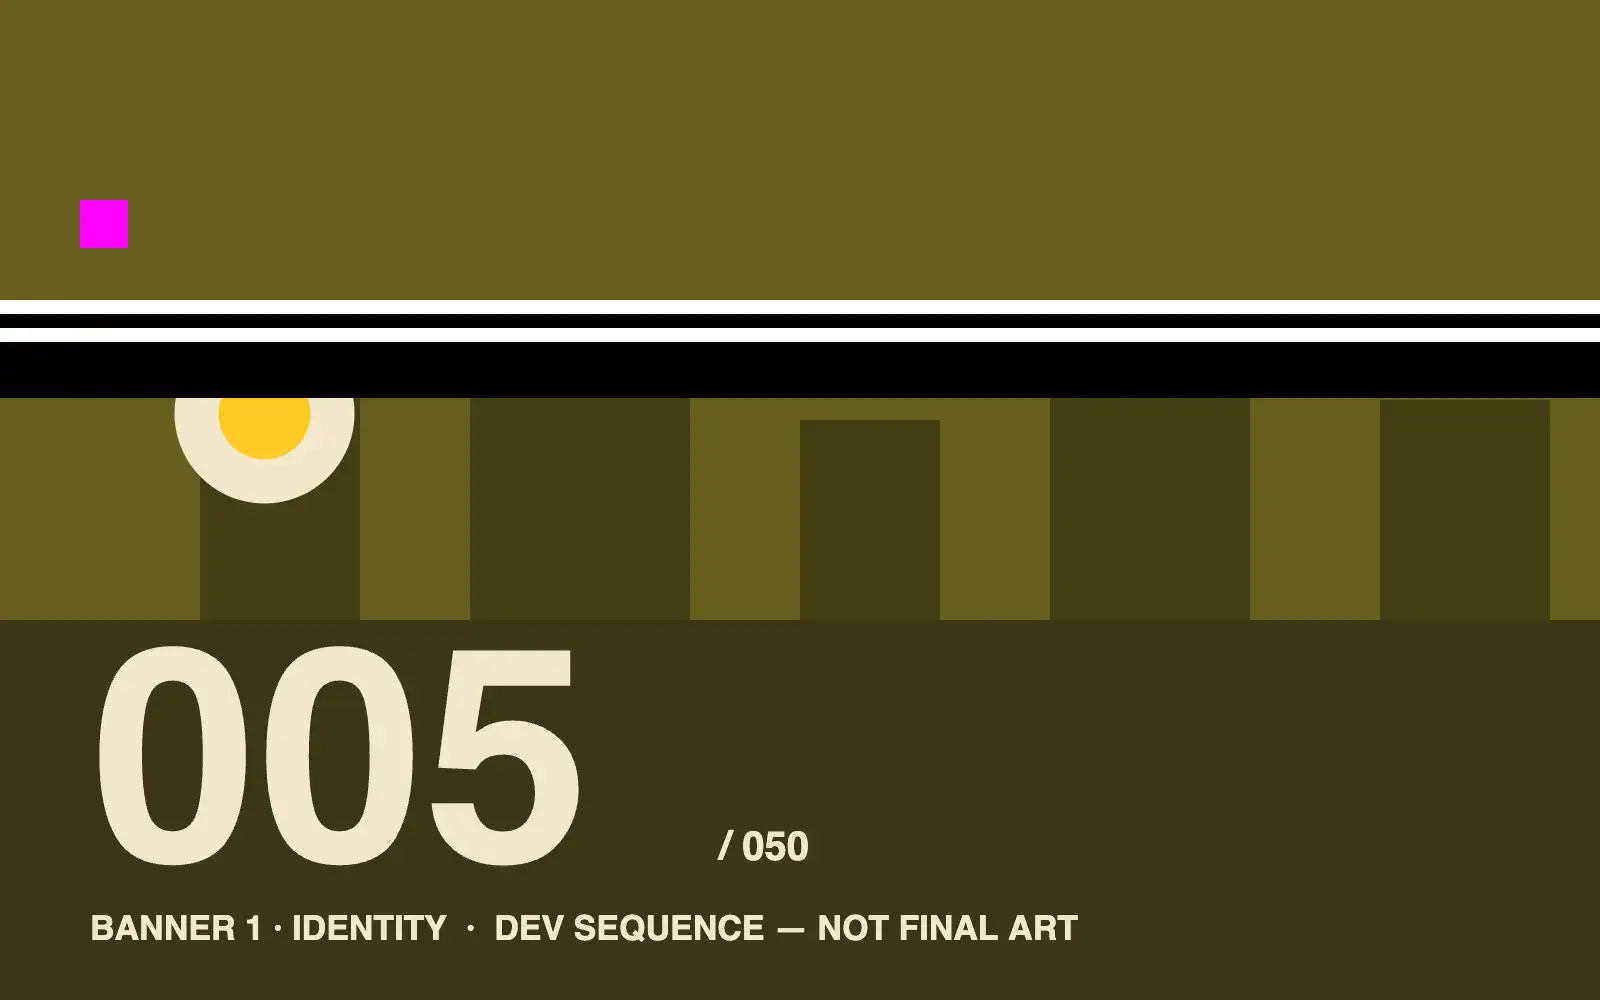 005 / 050
BANNER 1 · IDENTITY · DEV SEQUENCE — NOT FINAL ART